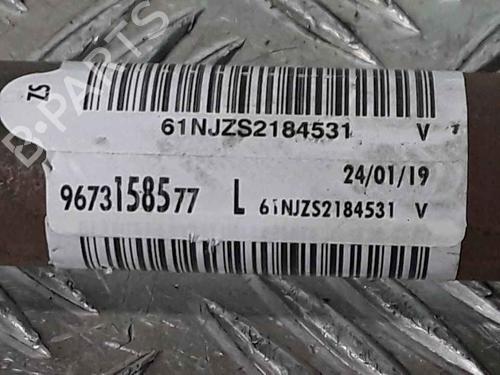 ZS
B-PARTS
61NJZS2184531 V
24/01/19
9673158577 L 61NJZS2184531 V